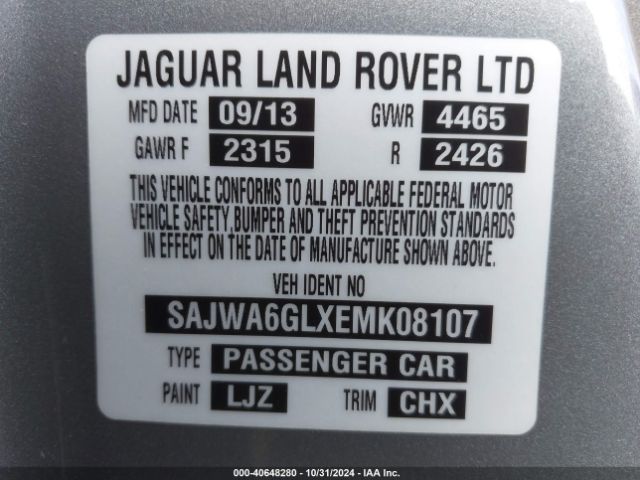 JAGUAR LAND ROVER LTD
MFD DATE 09/13 GVWR 4465
GAWR F 2315 R 2426
THIS VEHICLE CONFORMS TO ALL APPLICABLE FEDERAL MOTOR
VEHICLE SAFETY,BUMPER AND THEFT PREVENTION STANDARDS
IN EFFECT ON THE DATE OF MANUFACTURE SHOWN ABOVE.
VEH IDENT NO
SAJWA6GLXEMK08107
TYPE PASSENGER CAR
PAINT LJZ TRIM CHX
000-40648280 - 10/31/2024 - IAA Inc.